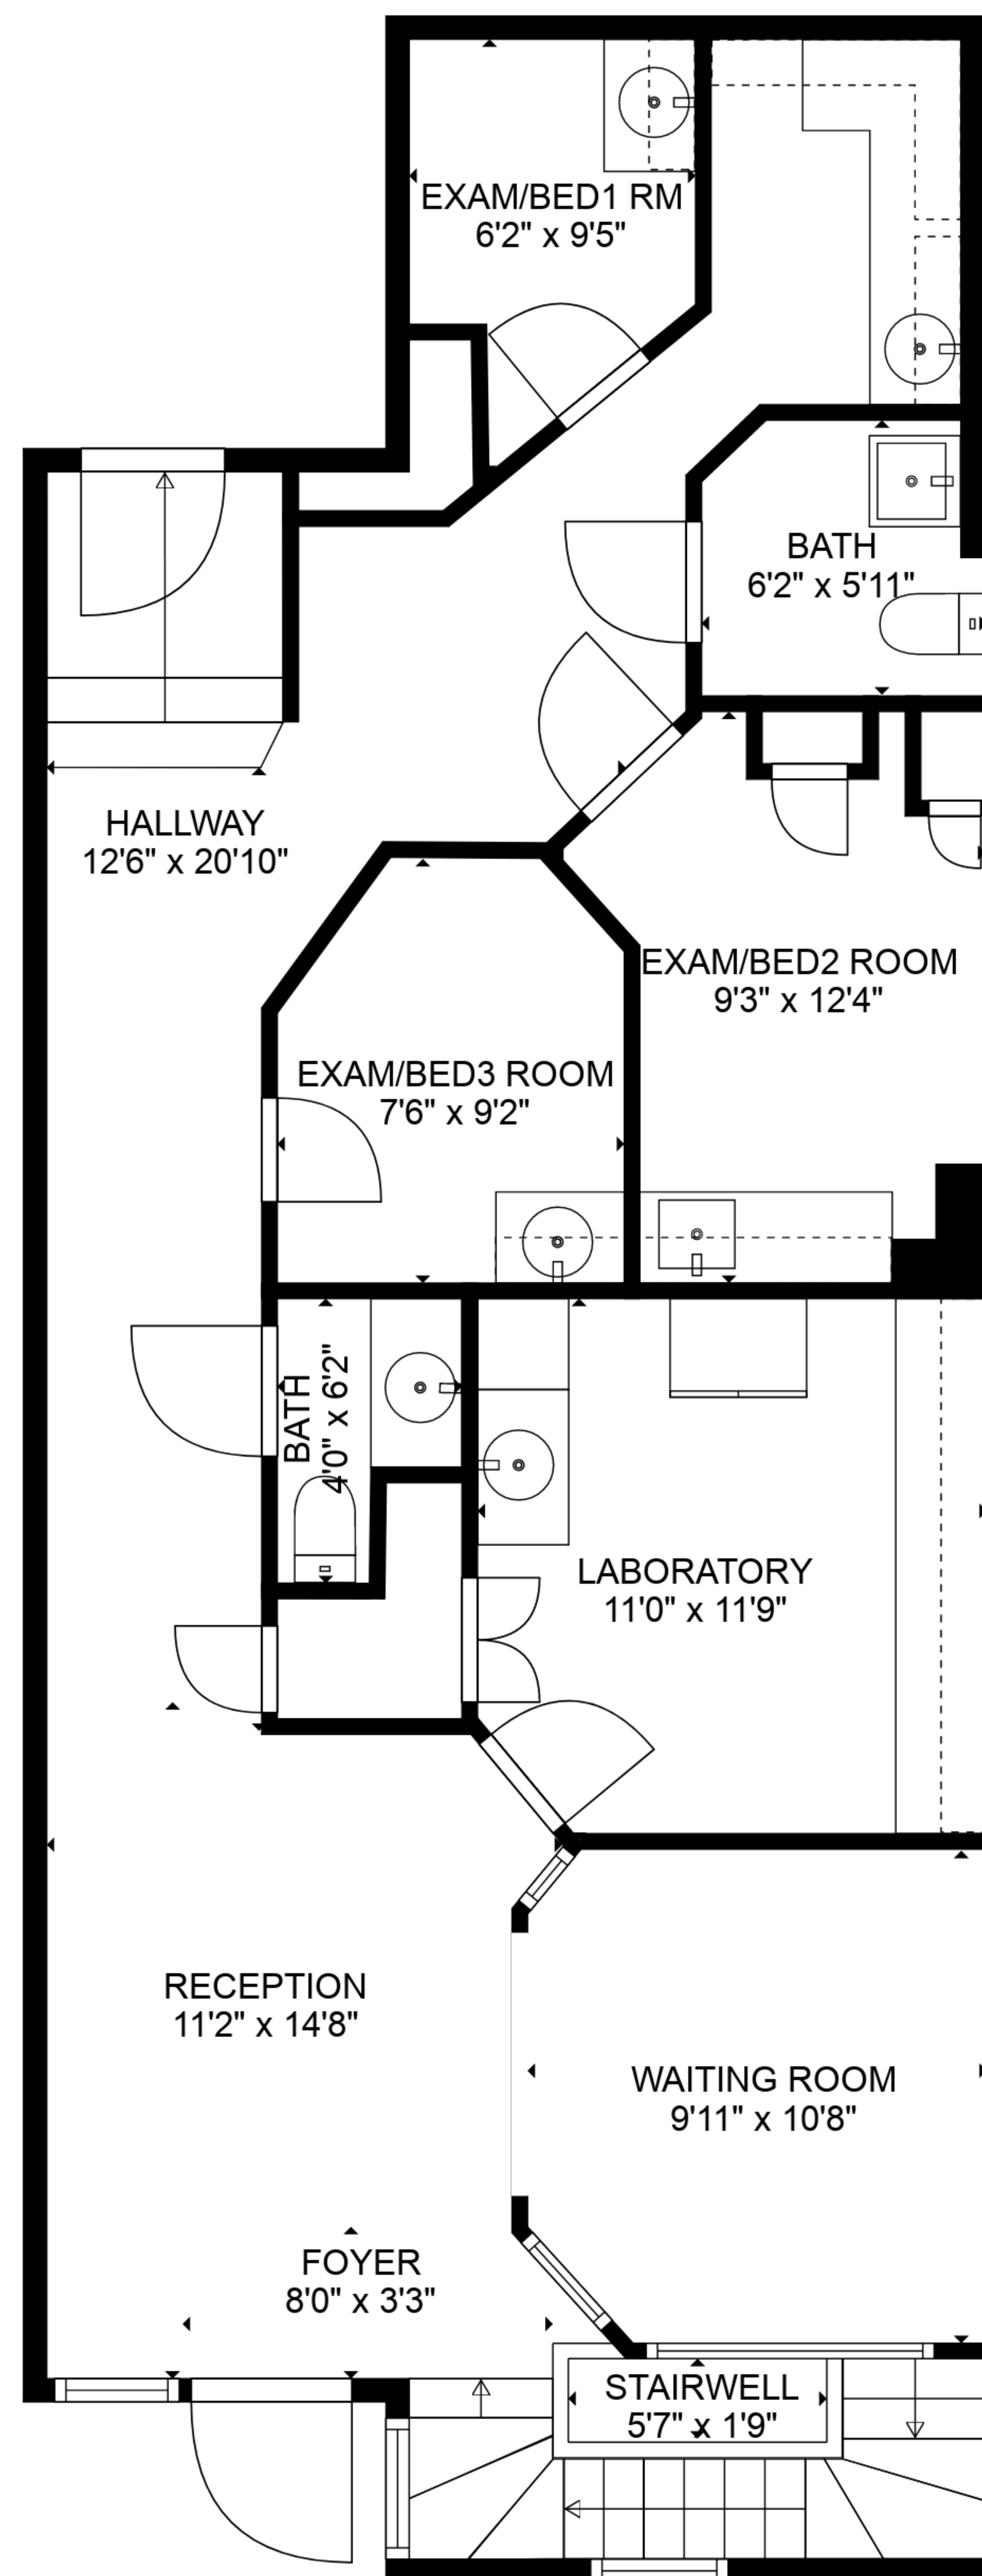 EXAM/BED1 RM
6'2" x 9'5"
BATH
6'2" x 5'11"
HALLWAY
12'6" x 20'10"
EXAM/BED2 ROOM
9'3" x 12'4"
EXAM/BED3 ROOM
7'6" x 9'2"
BATH
4'0" x 6'2"
LABORATORY
11'0" x 11'9"
RECEPTION
11'2" x 14'8"
WAITING ROOM
9'11" x 10'8"
FOYER
8'0" x 3'3"
STAIRWELL
5'7" x 1'9"